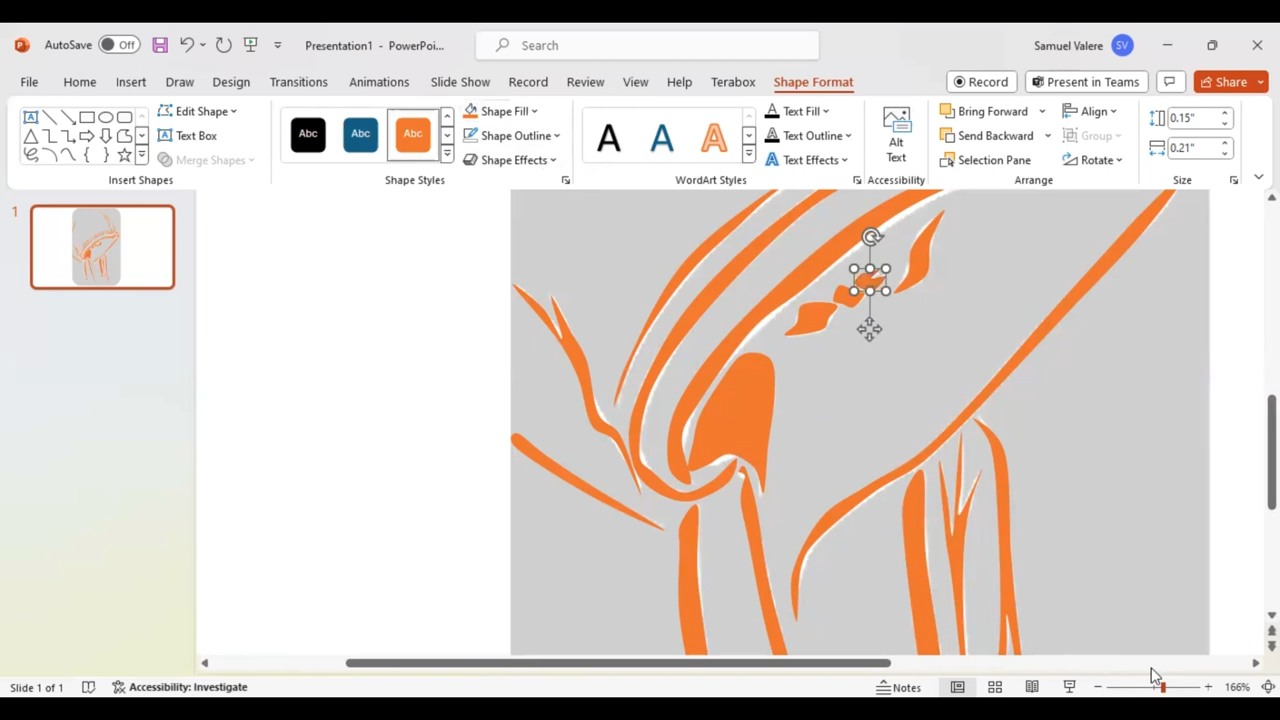 AutoSave Off Presentation1 - PowerPoi... Search Samuel Valere SV
File Home Insert Draw Design Transitions Animations Slide Show Record Review View Help Terabox Shape Format Record Present in Teams Share
Edit Shape Abc Abc Abc Shape Fill A A A Text Fill Alt Text Bring Forward Align 0.15"
Text Box Shape Outline Text Outline Send Backward Group 0.21"
Merge Shapes Shape Effects Text Effects Selection Pane Rotate
Insert Shapes Shape Styles WordArt Styles Accessibility Arrange Size
1
Slide 1 of 1 Accessibility: Investigate Notes 166%